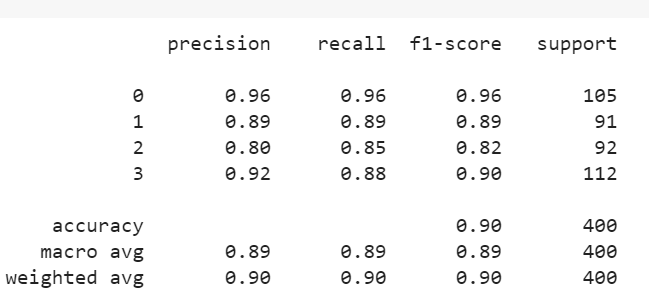 precision recall f1-score support
0 0.96 0.96 0.96 105
1 0.89 0.89 0.89 91
2 0.80 0.85 0.82 92
3 0.92 0.88 0.90 112
accuracy 0.90 400
macro avg 0.89 0.89 0.89 400
weighted avg 0.90 0.90 0.90 400